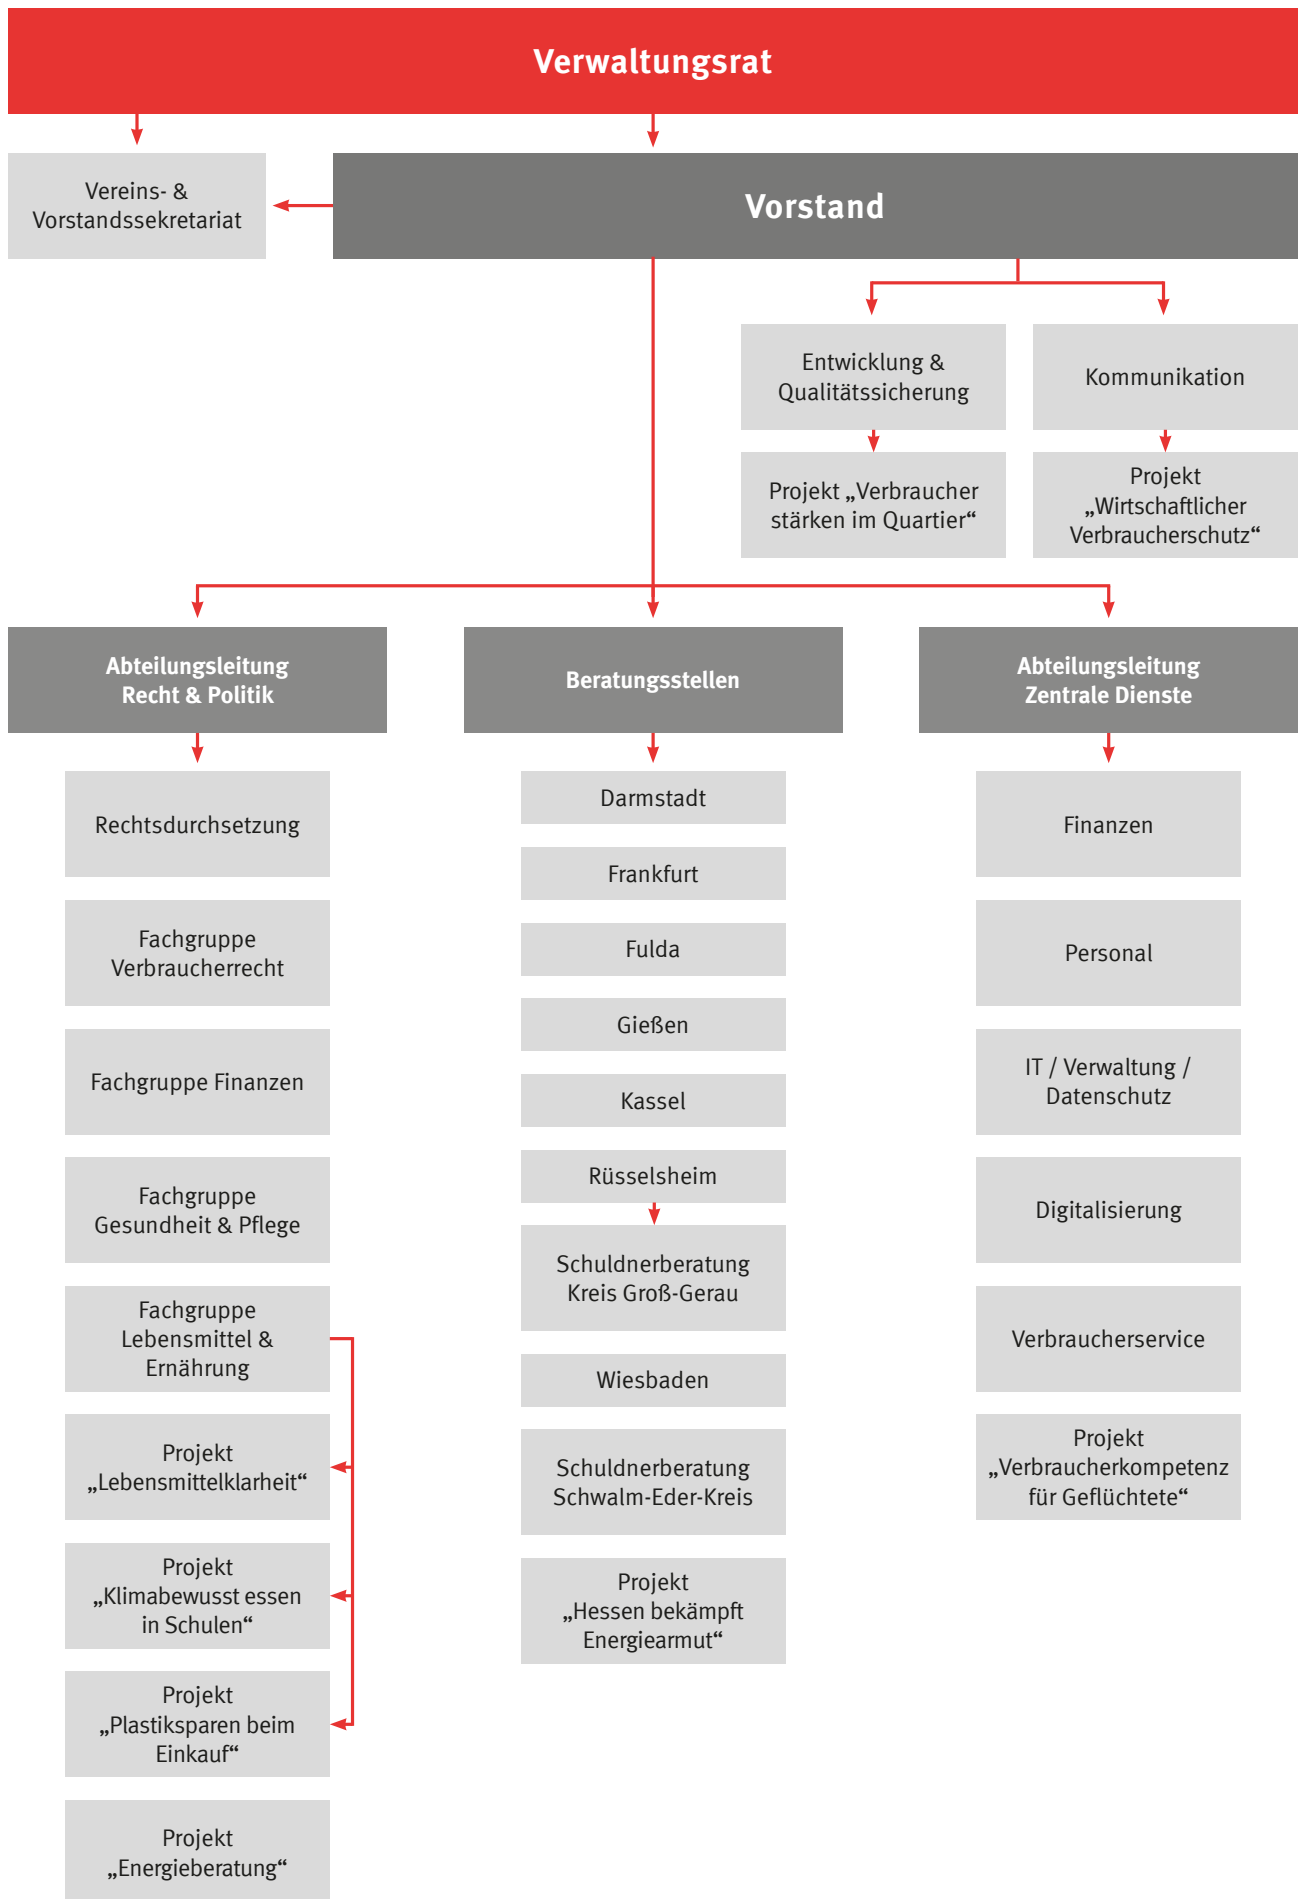 Verwaltungsrat
Vereins- &
Vorstandssekretariat
Vorstand
Entwicklung &
Qualitätssicherung
Kommunikation
Projekt „Verbraucher
stärken im Quartier“
Projekt
„Wirtschaftlicher
Verbraucherschutz“
Abteilungsleitung
Recht & Politik
Rechtsdurchsetzung
Fachgruppe
Verbraucherrecht
Fachgruppe Finanzen
Fachgruppe
Gesundheit & Pflege
Fachgruppe
Lebensmittel &
Ernährung
Projekt
„Lebensmittelklarheit“
Projekt
„Klimabewusst essen
in Schulen“
Projekt
„Plastiksparen beim
Einkauf“
Projekt
„Energieberatung“
Beratungsstellen
Darmstadt
Frankfurt
Fulda
Gießen
Kassel
Rüsselsheim
Schuldnerberatung
Kreis Groß-Gerau
Wiesbaden
Schuldnerberatung
Schwalm-Eder-Kreis
Projekt
„Hessen bekämpft
Energiearmut“
Abteilungsleitung
Zentrale Dienste
Finanzen
Personal
IT / Verwaltung /
Datenschutz
Digitalisierung
Verbraucherservice
Projekt
„Verbraucherkompetenz
für Geflüchtete“